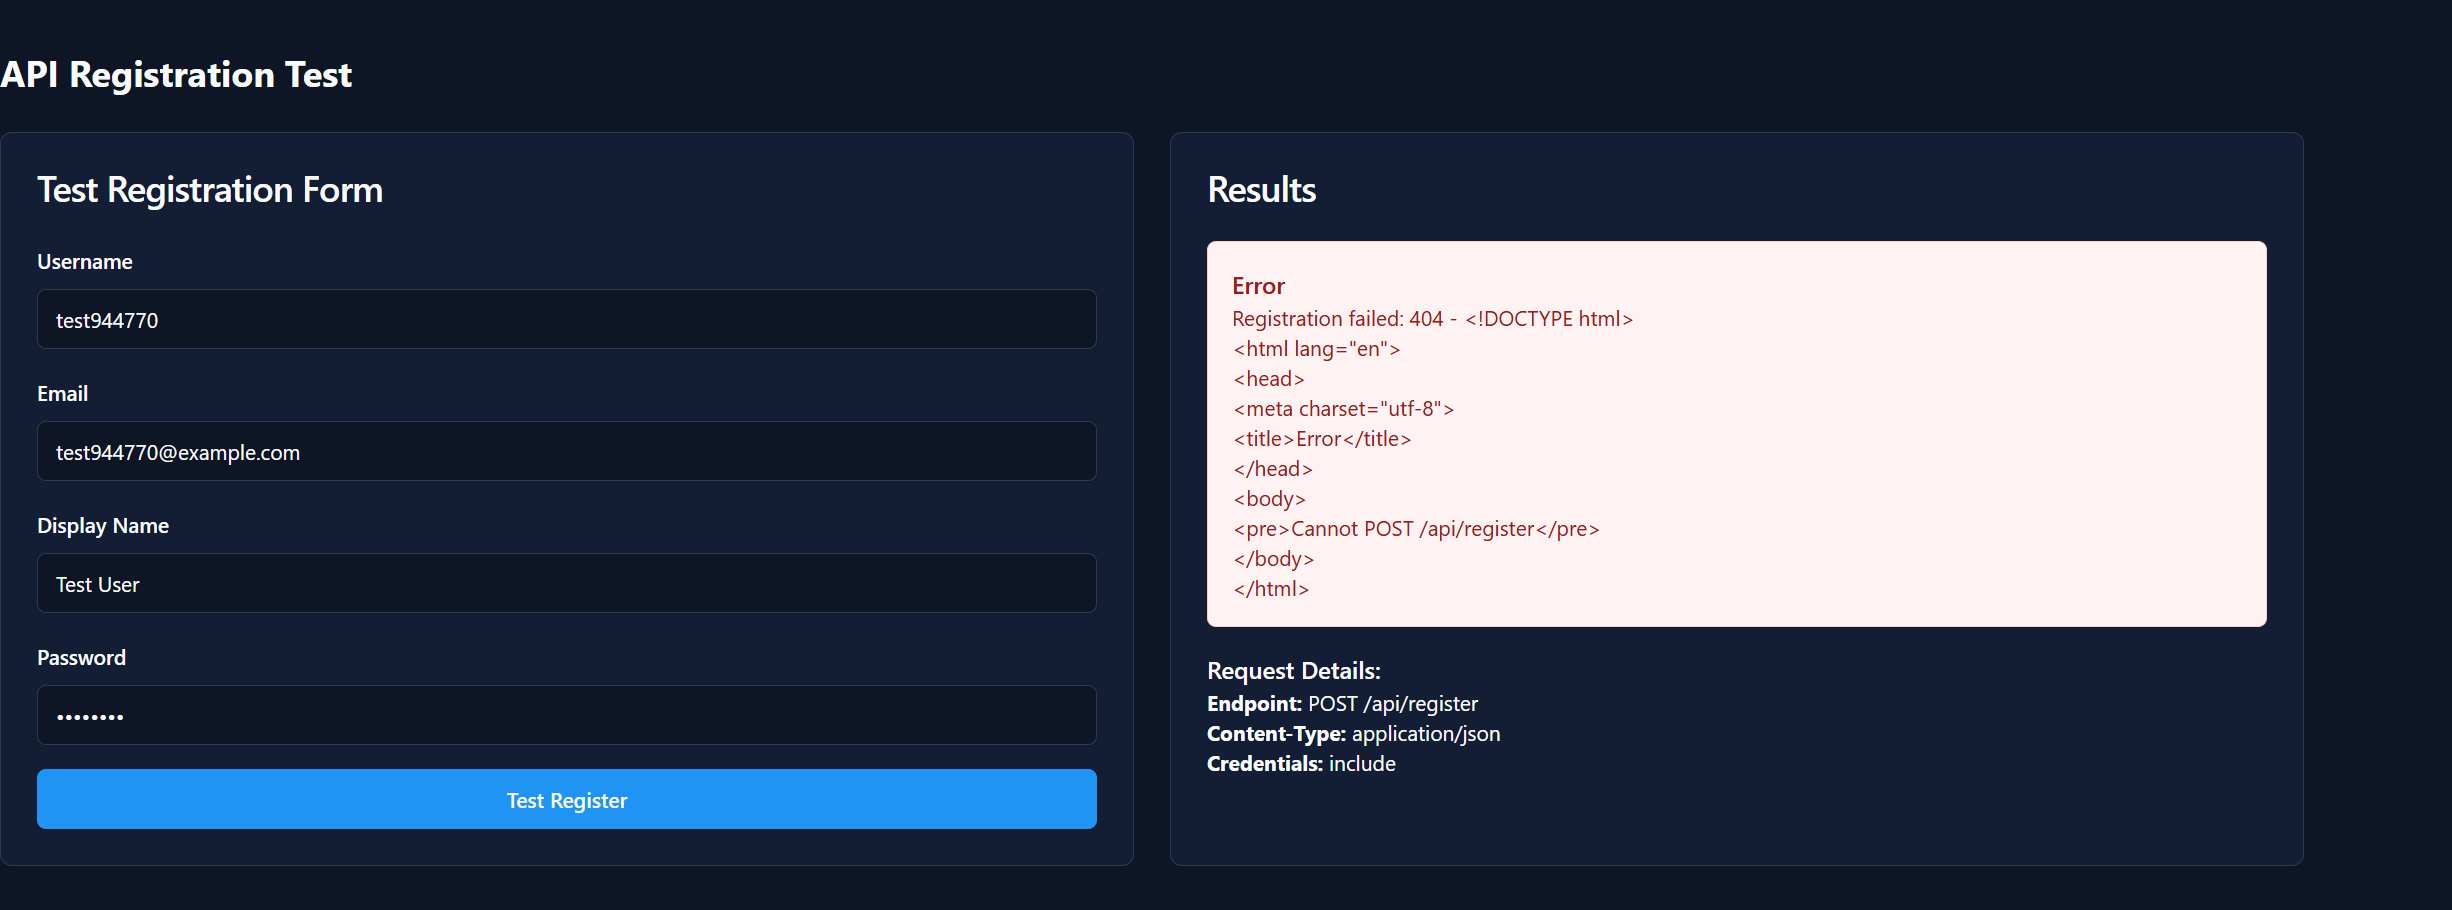 API Registration Test
Test Registration Form
Username
test944770
Email
test944770@example.com
Display Name
Test User
Password
••••••••
Test Register
Results
Error
Registration failed: 404 - <!DOCTYPE html>
<html lang="en">
<head>
<meta charset="utf-8">
<title>Error</title>
</head>
<body>
<pre>Cannot POST /api/register</pre>
</body>
</html>
Request Details:
Endpoint: POST /api/register
Content-Type: application/json
Credentials: include